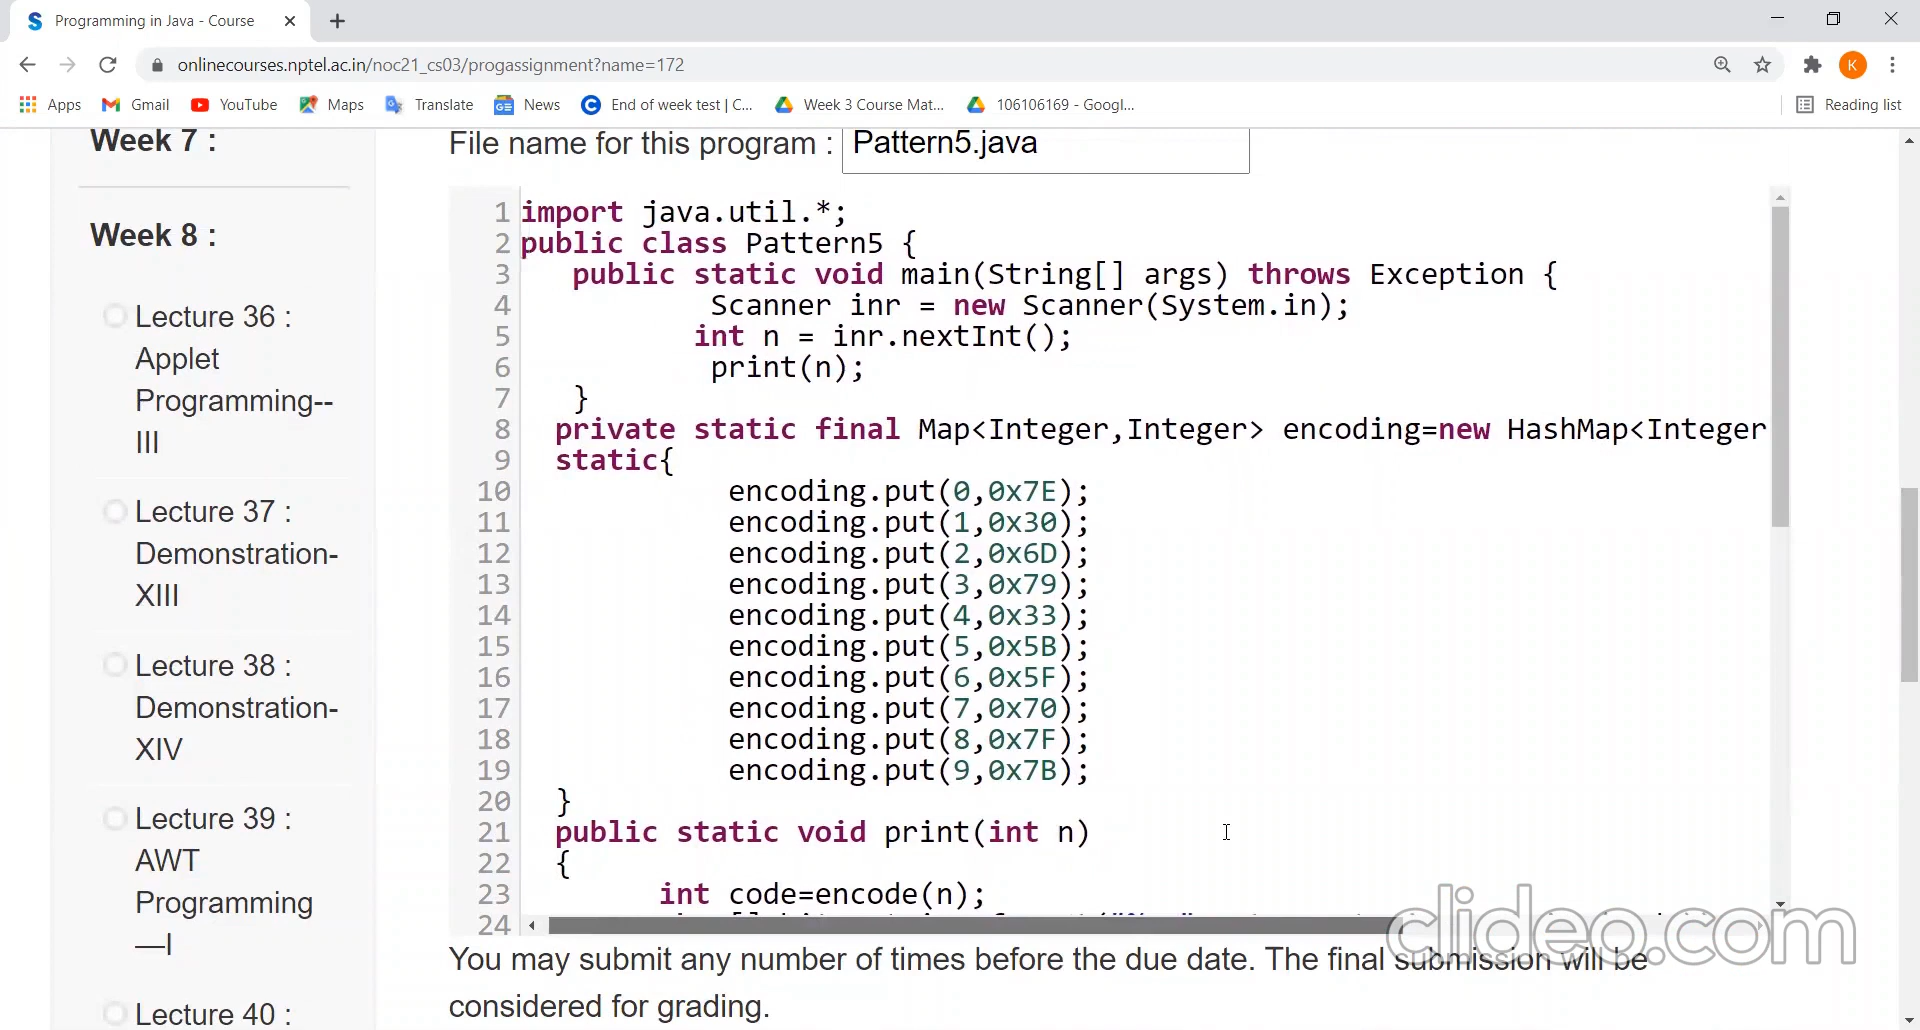 Programming in Java - Course
onlinecourses.nptel.ac.in/noc21_cs03/progassignment?name=172
K
Apps
Gmail
YouTube
Maps
Translate
News
End of week test | C...
Week 3 Course Mat...
106106169 - Googl...
Reading list
Week 7 :
Week 8 :
Lecture 36 :
Applet
Programming--
III
Lecture 37 :
Demonstration-
XIII
Lecture 38 :
Demonstration-
XIV
Lecture 39 :
AWT
Programming
—I
Lecture 40 :
File name for this program : Pattern5.java
1 import java.util.*;
2 public class Pattern5 {
3 public static void main(String[] args) throws Exception {
4 Scanner inr = new Scanner(System.in);
5 int n = inr.nextInt();
6 print(n);
7 }
8 private static final Map<Integer,Integer> encoding=new HashMap<Integer
9 static{
10 encoding.put(0,0x7E);
11 encoding.put(1,0x30);
12 encoding.put(2,0x6D);
13 encoding.put(3,0x79);
14 encoding.put(4,0x33);
15 encoding.put(5,0x5B);
16 encoding.put(6,0x5F);
17 encoding.put(7,0x70);
18 encoding.put(8,0x7F);
19 encoding.put(9,0x7B);
20 }
21 public static void print(int n)
22 {
23 int code=encode(n);
24
You may submit any number of times before the due date. The final submission will be
considered for grading.
clideo.com